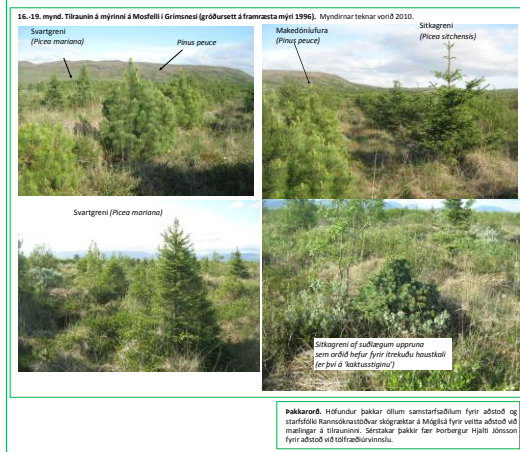 16.-19. mynd. Tilraunin á mýrinni á Mosfelli í Grímsnesi (gróðursett á framræsta mýri 1996). Myndirnar teknar vorið 2010.
Svartgreni
(Picea mariana)
Pinus peuce
Makedóníufura
(Pinus peuce)
Sitkagreni
(Picea sitchensis)
Svartgreni (Picea mariana)
Sitkagreni af suðlægum uppruna
sem orðið hefur fyrir ítrekuðu haustkali
(er því á 'kaktusstiginu')
Þakkarorð. Höfundur þakkar öllum samstarfsaðilum fyrir aðstoð og
starfsfólki Rannsóknastöðvar skógræktar á Mógilsá fyrir veitta aðstoð við
mælingar á tilrauninni. Sérstakar þakkir fær Þorbergur Hjalti Jónsson
fyrir aðstoð við tölfræðiúrvinnslu.